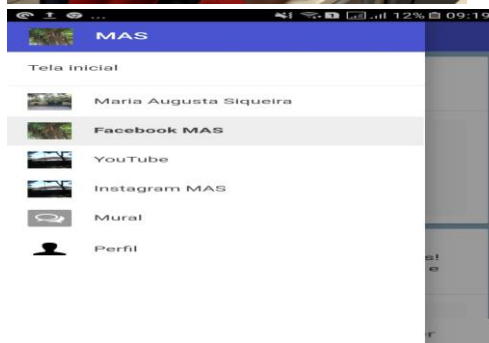 ... 12% 09:19
MAS
Tela inicial
Maria Augusta Siqueira
Facebook MAS
YouTube
Instagram MAS
Mural
Perfil
s!
e
r